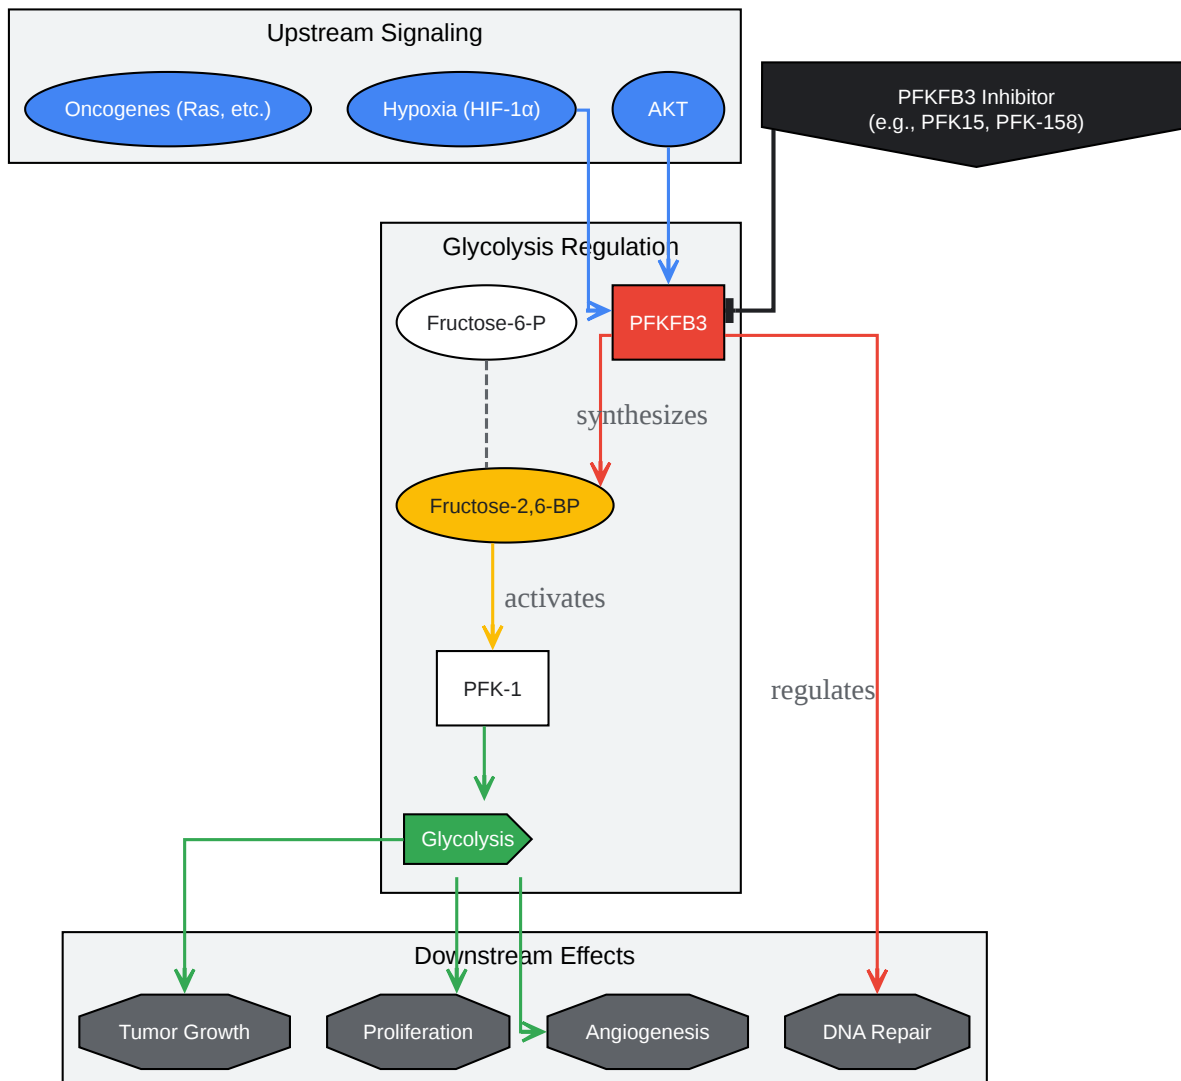 Upstream Signaling
Oncogenes (Ras, etc.)
Hypoxia (HIF-1α)
AKT
PFKFB3 Inhibitor
(e.g., PFK15, PFK-158)
Glycolysis Regulation
Fructose-6-P
PFKFB3
synthesizes
Fructose-2,6-BP
activates
PFK-1
regulates
Glycolysis
Downstream Effects
Tumor Growth
Proliferation
Angiogenesis
DNA Repair